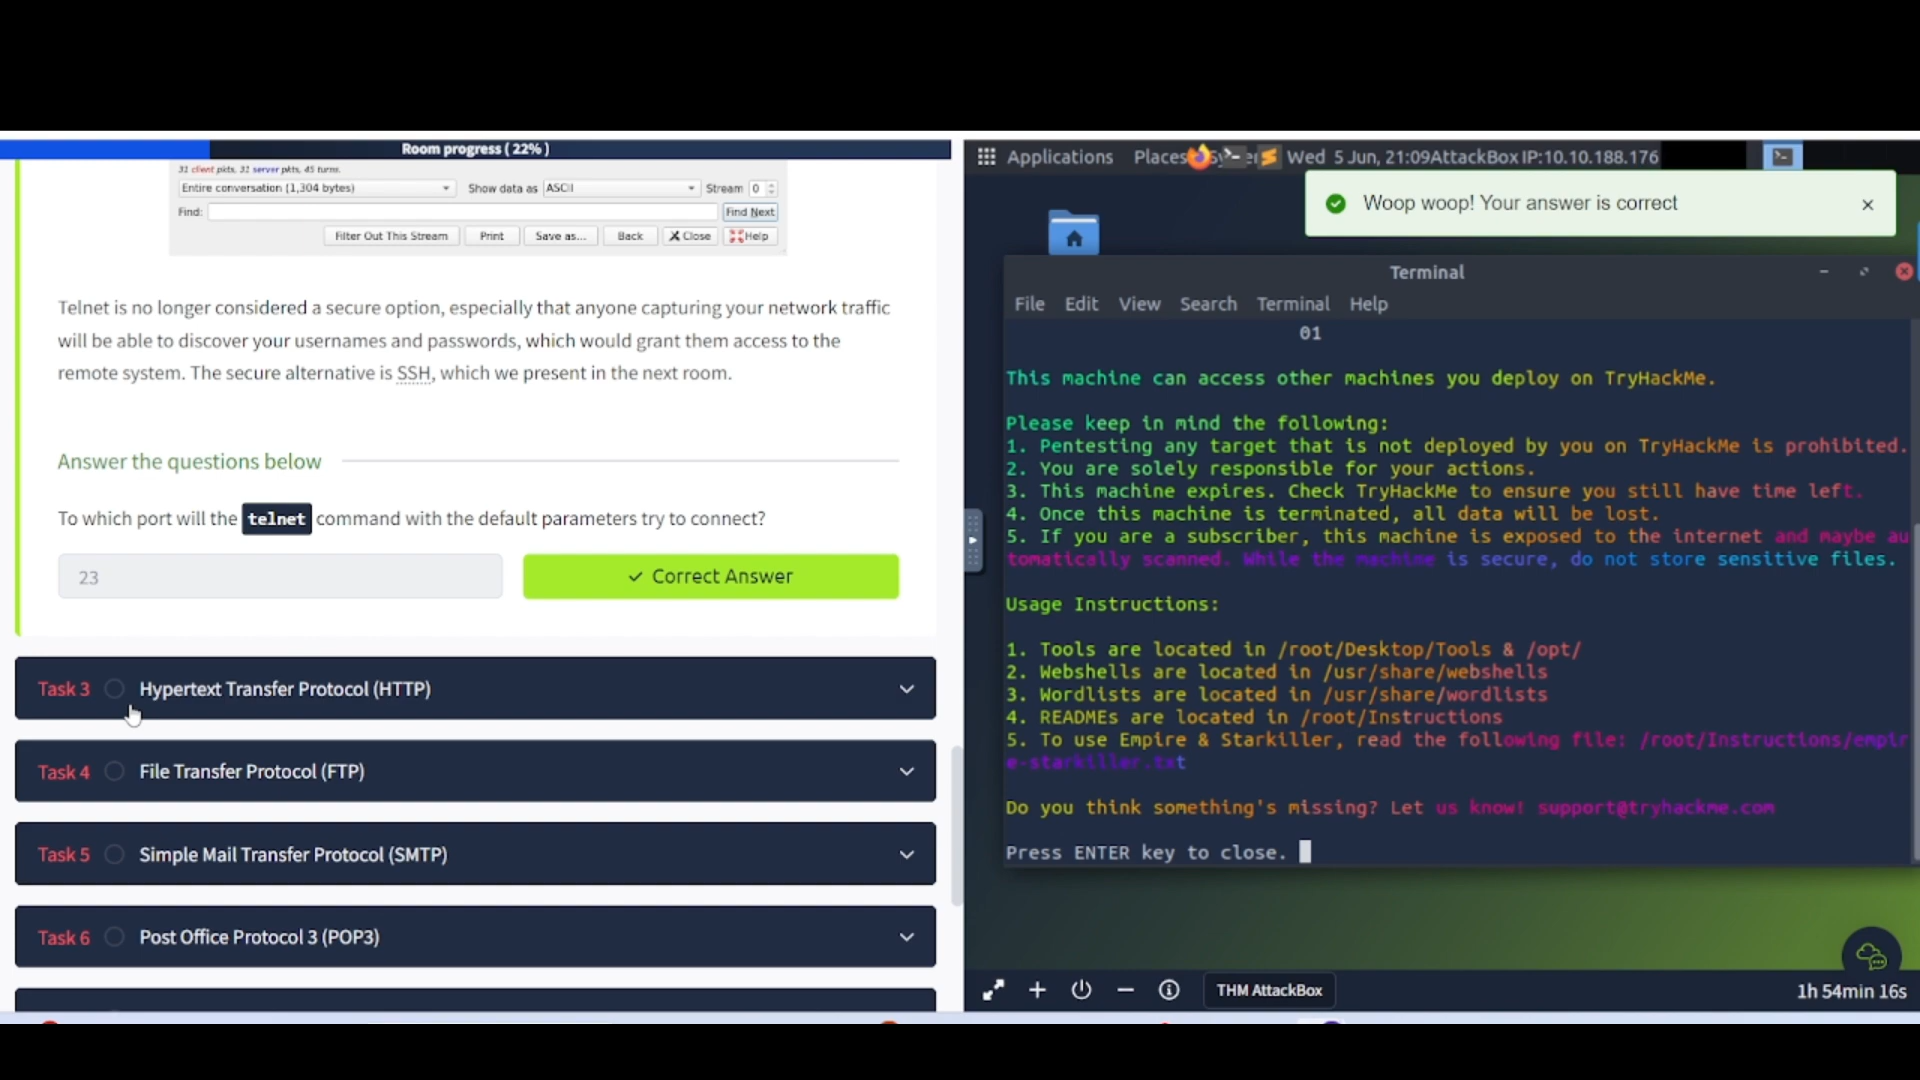 Room progress ( 22% )
31 client pkts, 31 server pkts, 45 turns.
Entire conversation (1,304 bytes)
Show data as ASCII
Stream 0
Find:
Find Next
Filter Out This Stream
Print
Save as...
Back
Close
Help
Telnet is no longer considered a secure option, especially that anyone capturing your network traffic
will be able to discover your usernames and passwords, which would grant them access to the
remote system. The secure alternative is SSH, which we present in the next room.
Answer the questions below
To which port will the telnet command with the default parameters try to connect?
23
Correct Answer
Task 3 Hypertext Transfer Protocol (HTTP)
Task 4 File Transfer Protocol (FTP)
Task 5 Simple Mail Transfer Protocol (SMTP)
Task 6 Post Office Protocol 3 (POP3)
Applications Places Wed 5 Jun, 21:09 AttackBox IP:10.10.188.176
Woop woop! Your answer is correct
Terminal
File Edit View Search Terminal Help
01
This machine can access other machines you deploy on TryHackMe.
Please keep in mind the following:
1. Pentesting any target that is not deployed by you on TryHackMe is prohibited.
2. You are solely responsible for your actions.
3. This machine expires. Check TryHackMe to ensure you still have time left.
4. Once this machine is terminated, all data will be lost.
5. If you are a subscriber, this machine is exposed to the internet and maybe au
tomatically scanned. While the machine is secure, do not store sensitive files.
Usage Instructions:
1. Tools are located in /root/Desktop/Tools & /opt/
2. Webshells are located in /usr/share/webshells
3. Wordlists are located in /usr/share/wordlists
4. READMEs are located in /root/Instructions
5. To use Empire & Starkiller, read the following file: /root/Instructions/empir
e-starkiller.txt
Do you think something's missing? Let us know! support@tryhackme.com
Press ENTER key to close.
THM AttackBox
1h 54min 16s